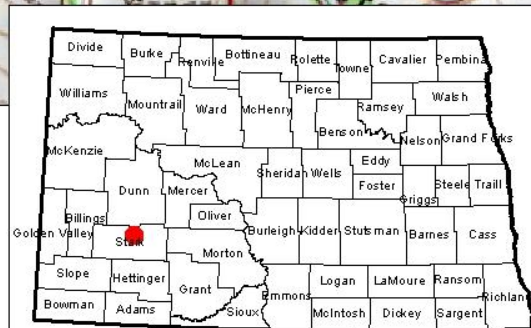 Divide Burke Renville Bottineau Rolette Towne Cavalier Pembina
Williams Mountrail Ward McHenry Pierce Ramsey Walsh
Benson Nelson Grand Forks
McKenzie McLean Sheridan Wells Eddy
Foster Griggs Steele Traill
Dunn Mercer
Billings Oliver
Golden Valley Stark Morton Burleigh Kidder Stutsman Barnes Cass
Slope Hettinger Grant Emmons Logan LaMoure Ransom Richlan
Bowman Adams Sioux McIntosh Dickey Sargent